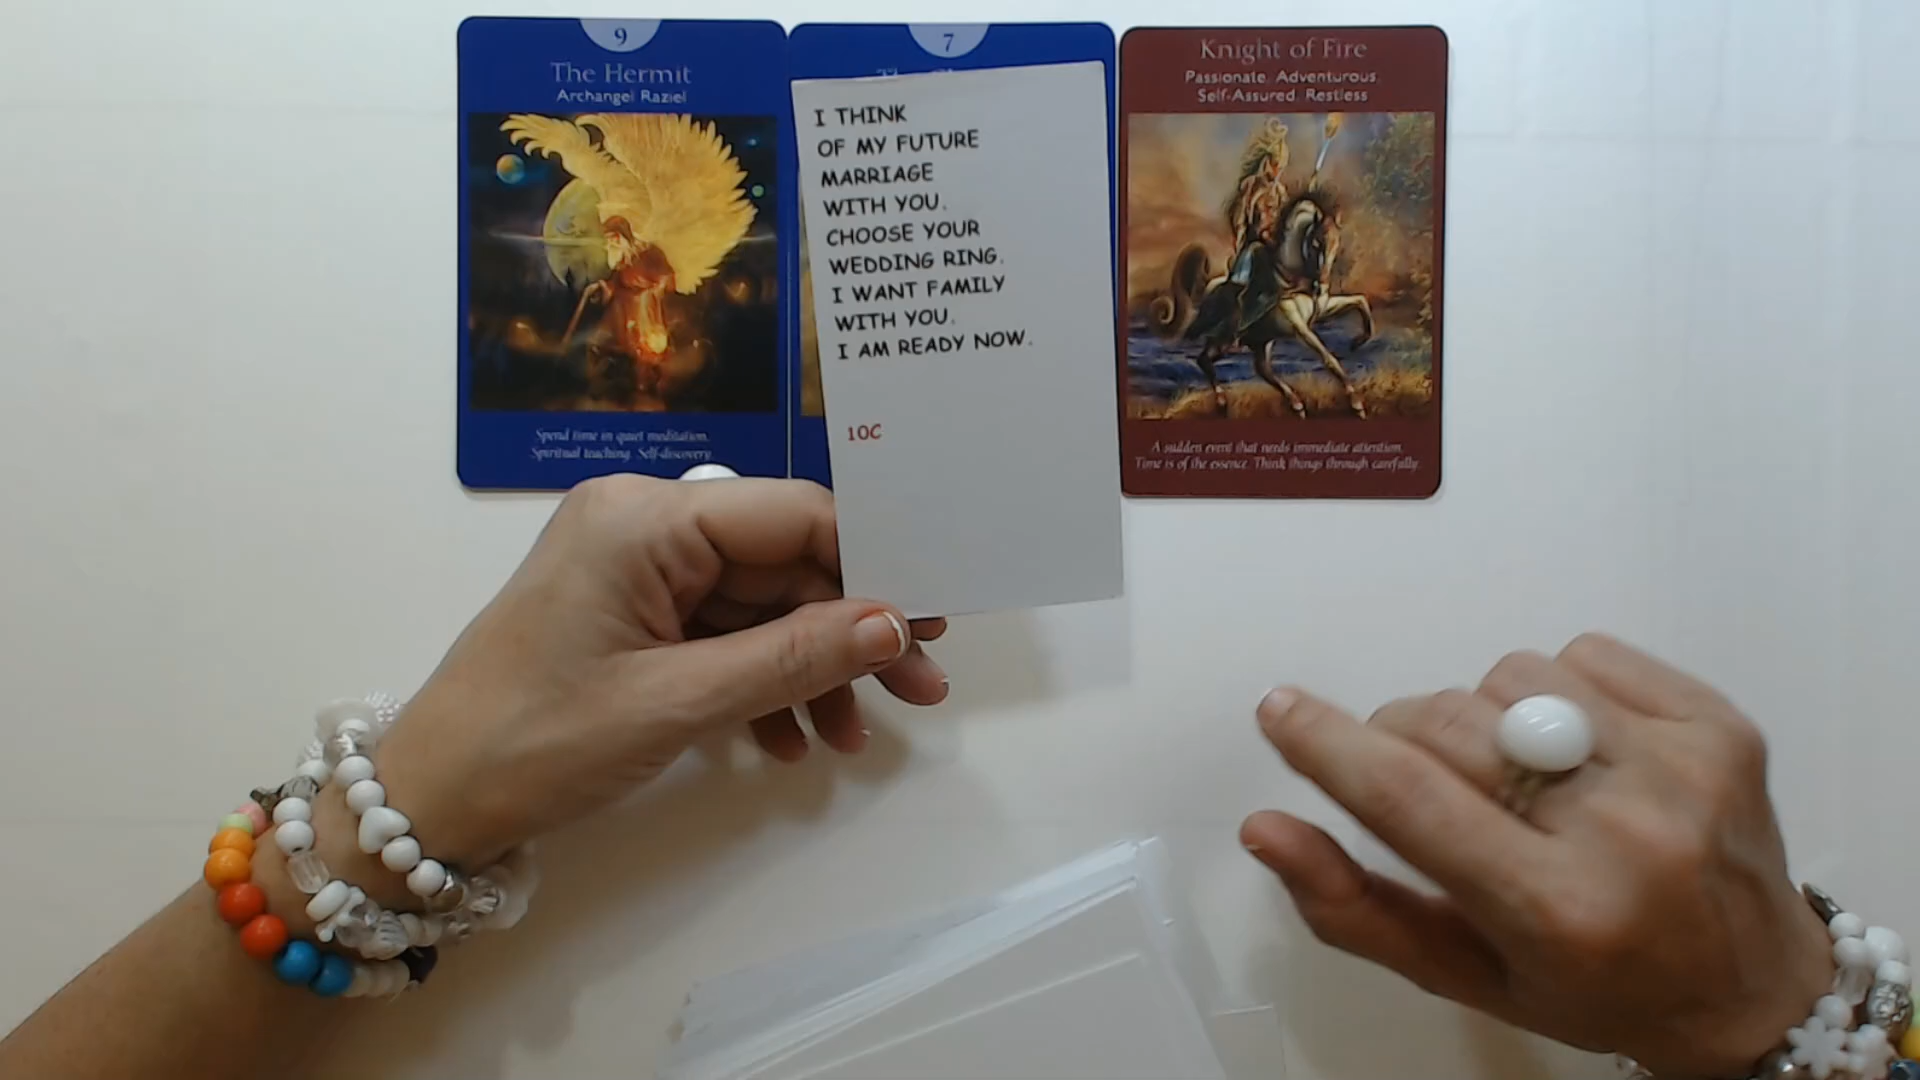 9
The Hermit
Archangel Raziel
Spend time in quiet meditation.
Spiritual teaching. Self-discovery.
7
I THINK
OF MY FUTURE
MARRIAGE
WITH YOU.
CHOOSE YOUR
WEDDING RING.
I WANT FAMILY
WITH YOU.
I AM READY NOW.
10C
Knight of Fire
Passionate. Adventurous.
Self-Assured. Restless
A sudden event that needs immediate attention.
Time is of the essence. Think things through carefully.